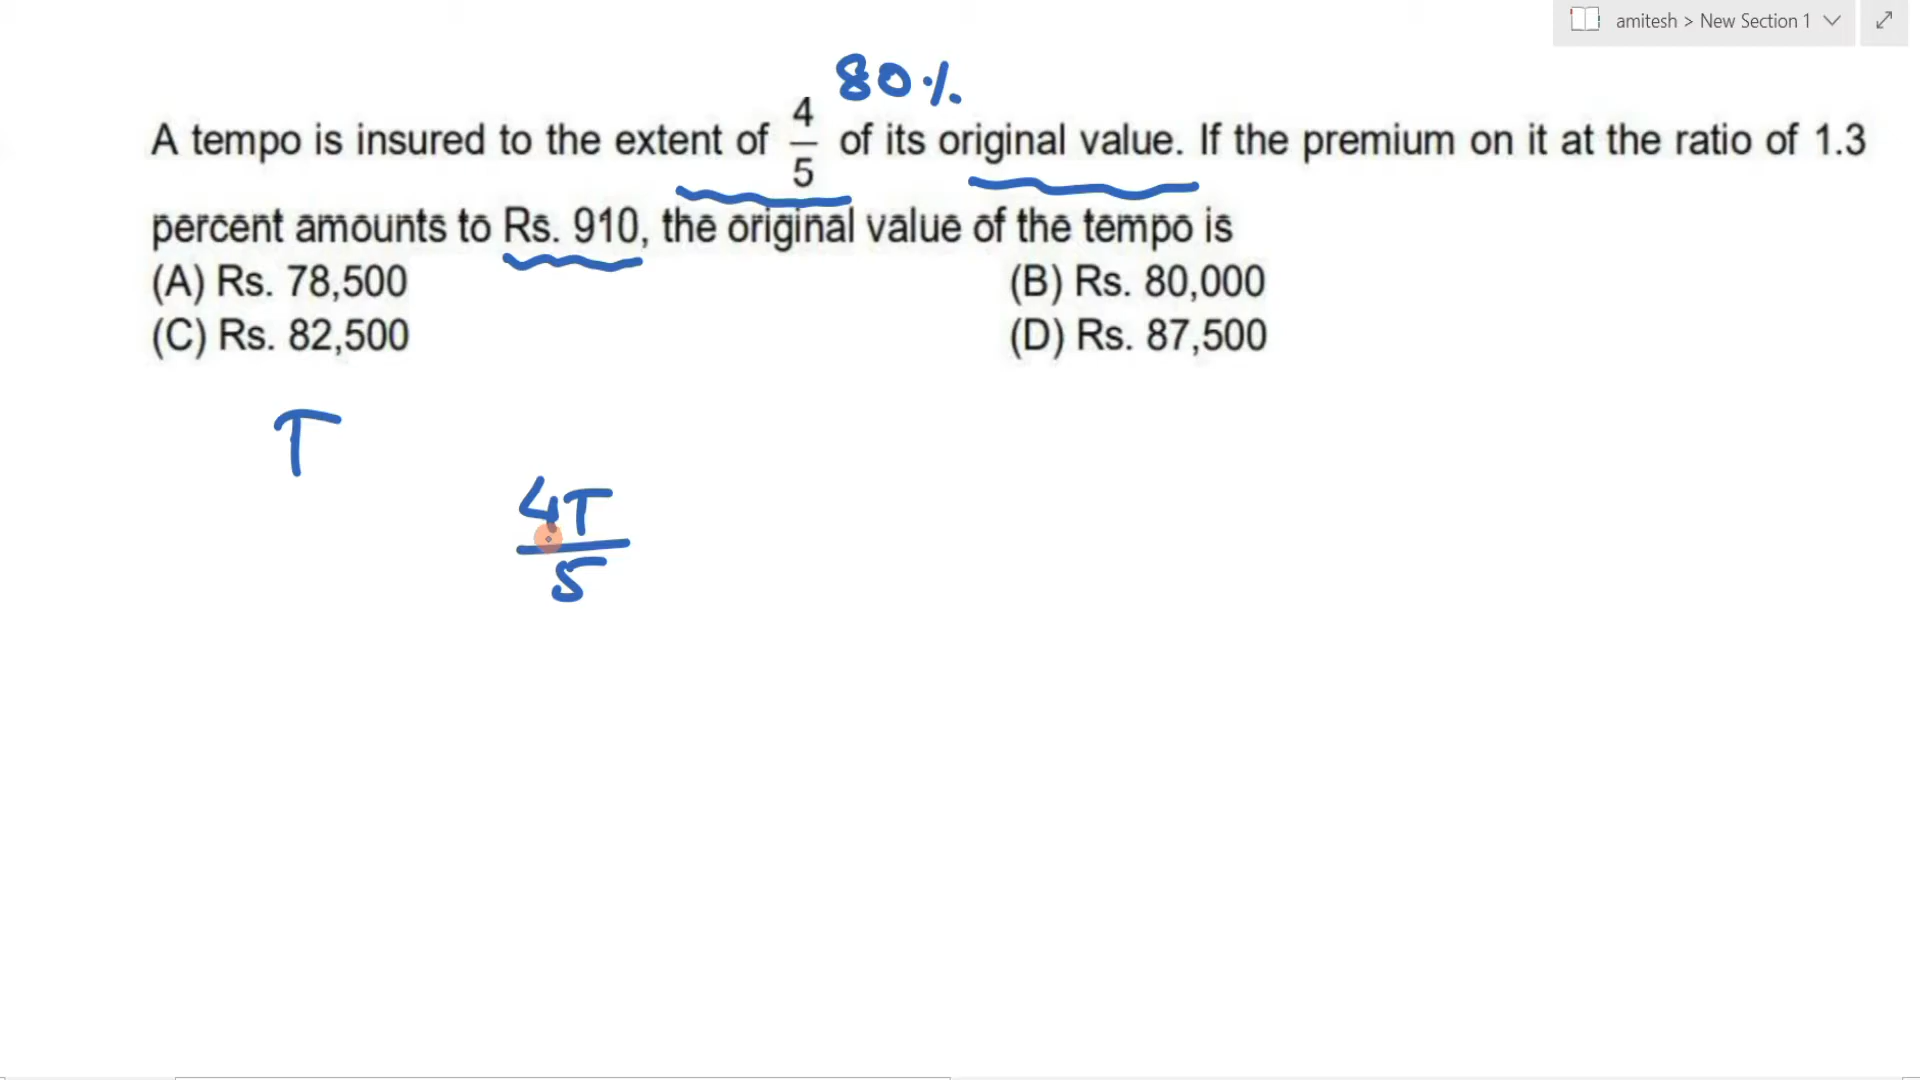 amitesh > New Section 1
80%
A tempo is insured to the extent of 4/5 of its original value. If the premium on it at the ratio of 1.3
percent amounts to Rs. 910, the original value of the tempo is
(A) Rs. 78,500 (B) Rs. 80,000
(C) Rs. 82,500 (D) Rs. 87,500
T
4T
5